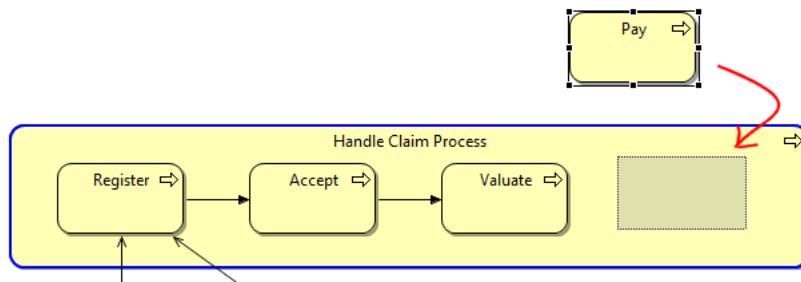 Pay
Handle Claim Process
Register
Accept
Valuate